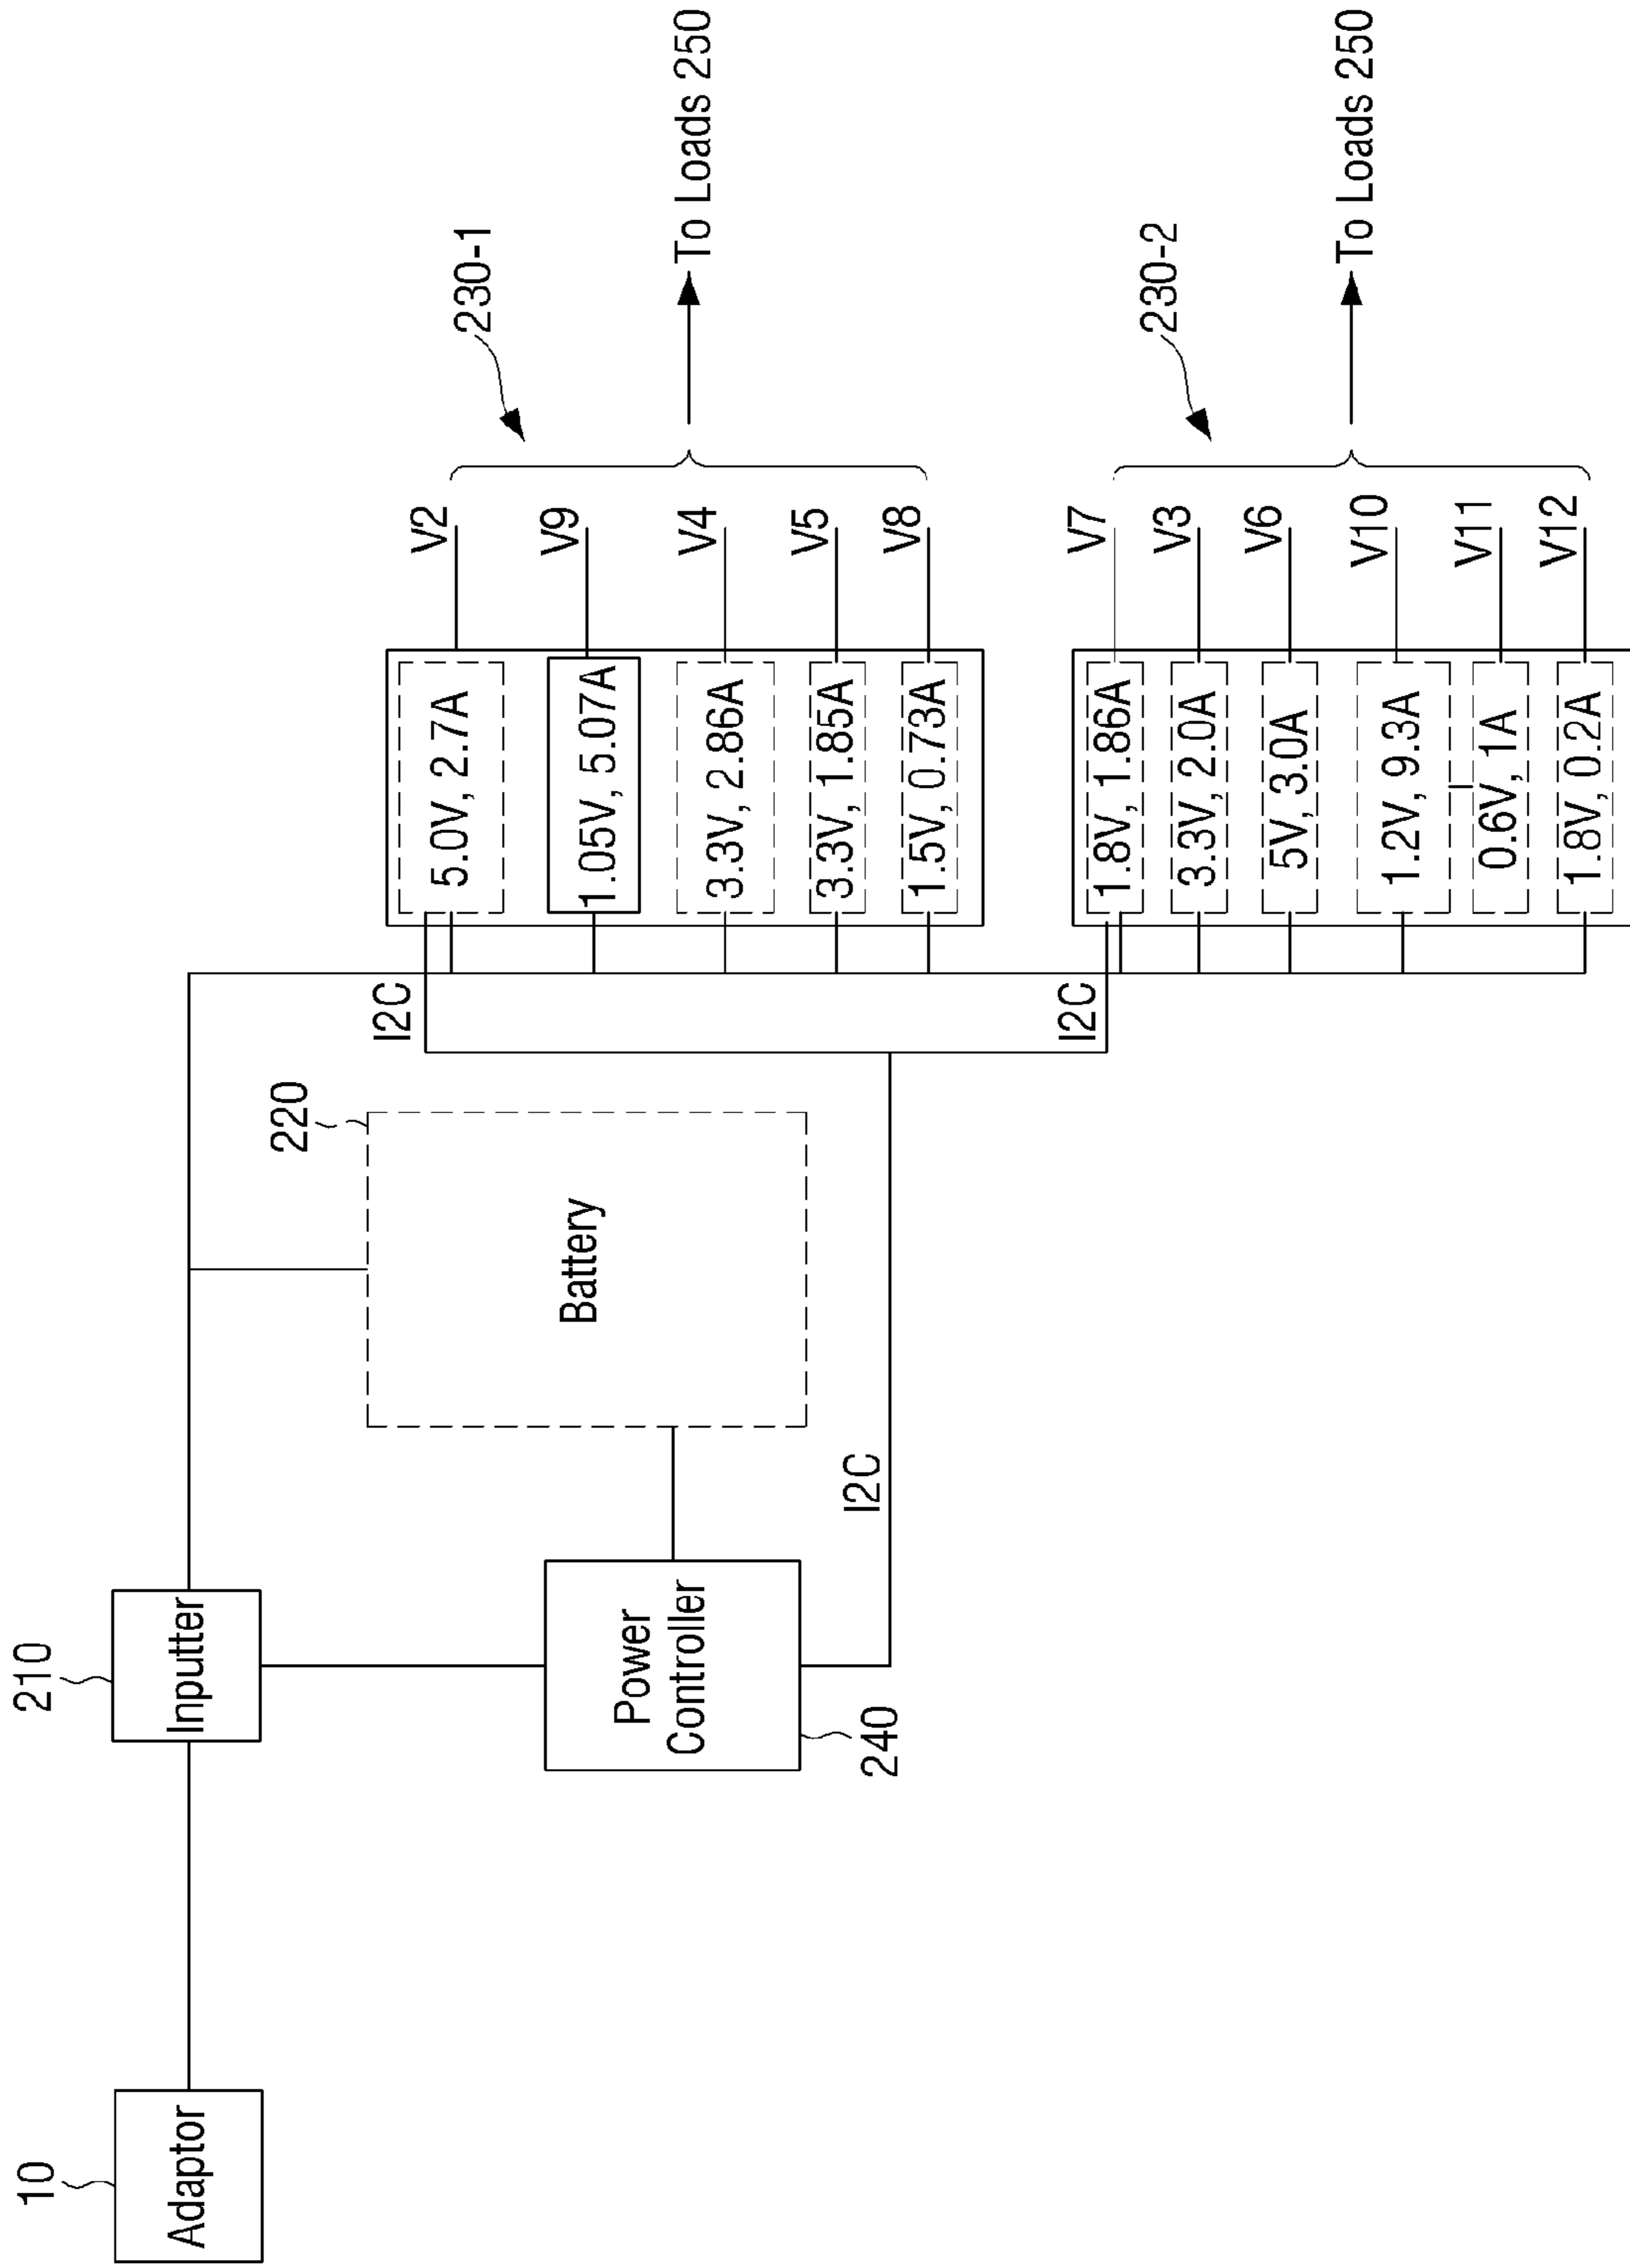 10
Adaptor
210
Inputter
Power
Controller
240
220
Battery
I2C
I2C
I2C
5.0V, 2.7A
1.05V, 5.07A
3.3V, 2.86A
3.3V, 1.85A
1.5V, 0.73A
V2
V9
V4
V5
V8
230-1
To Loads 250
1.8V, 1.86A
3.3V, 2.0A
5V, 3.0A
1.2V, 9.3A
0.6V, 1A
1.8V, 0.2A
V7
V3
V6
V10
V11
V12
230-2
To Loads 250